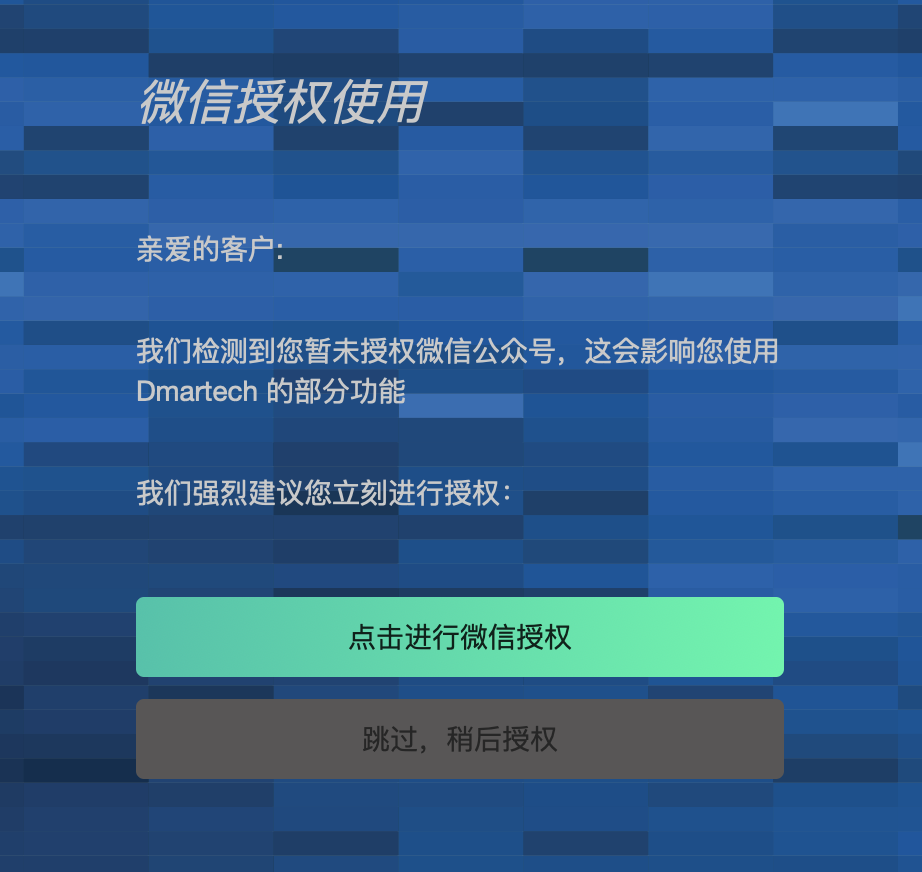 微信授权使用
亲爱的客户:
我们检测到您暂未授权微信公众号，这会影响您使用
Dmartech 的部分功能
我们强烈建议您立刻进行授权：
点击进行微信授权
跳过，稍后授权